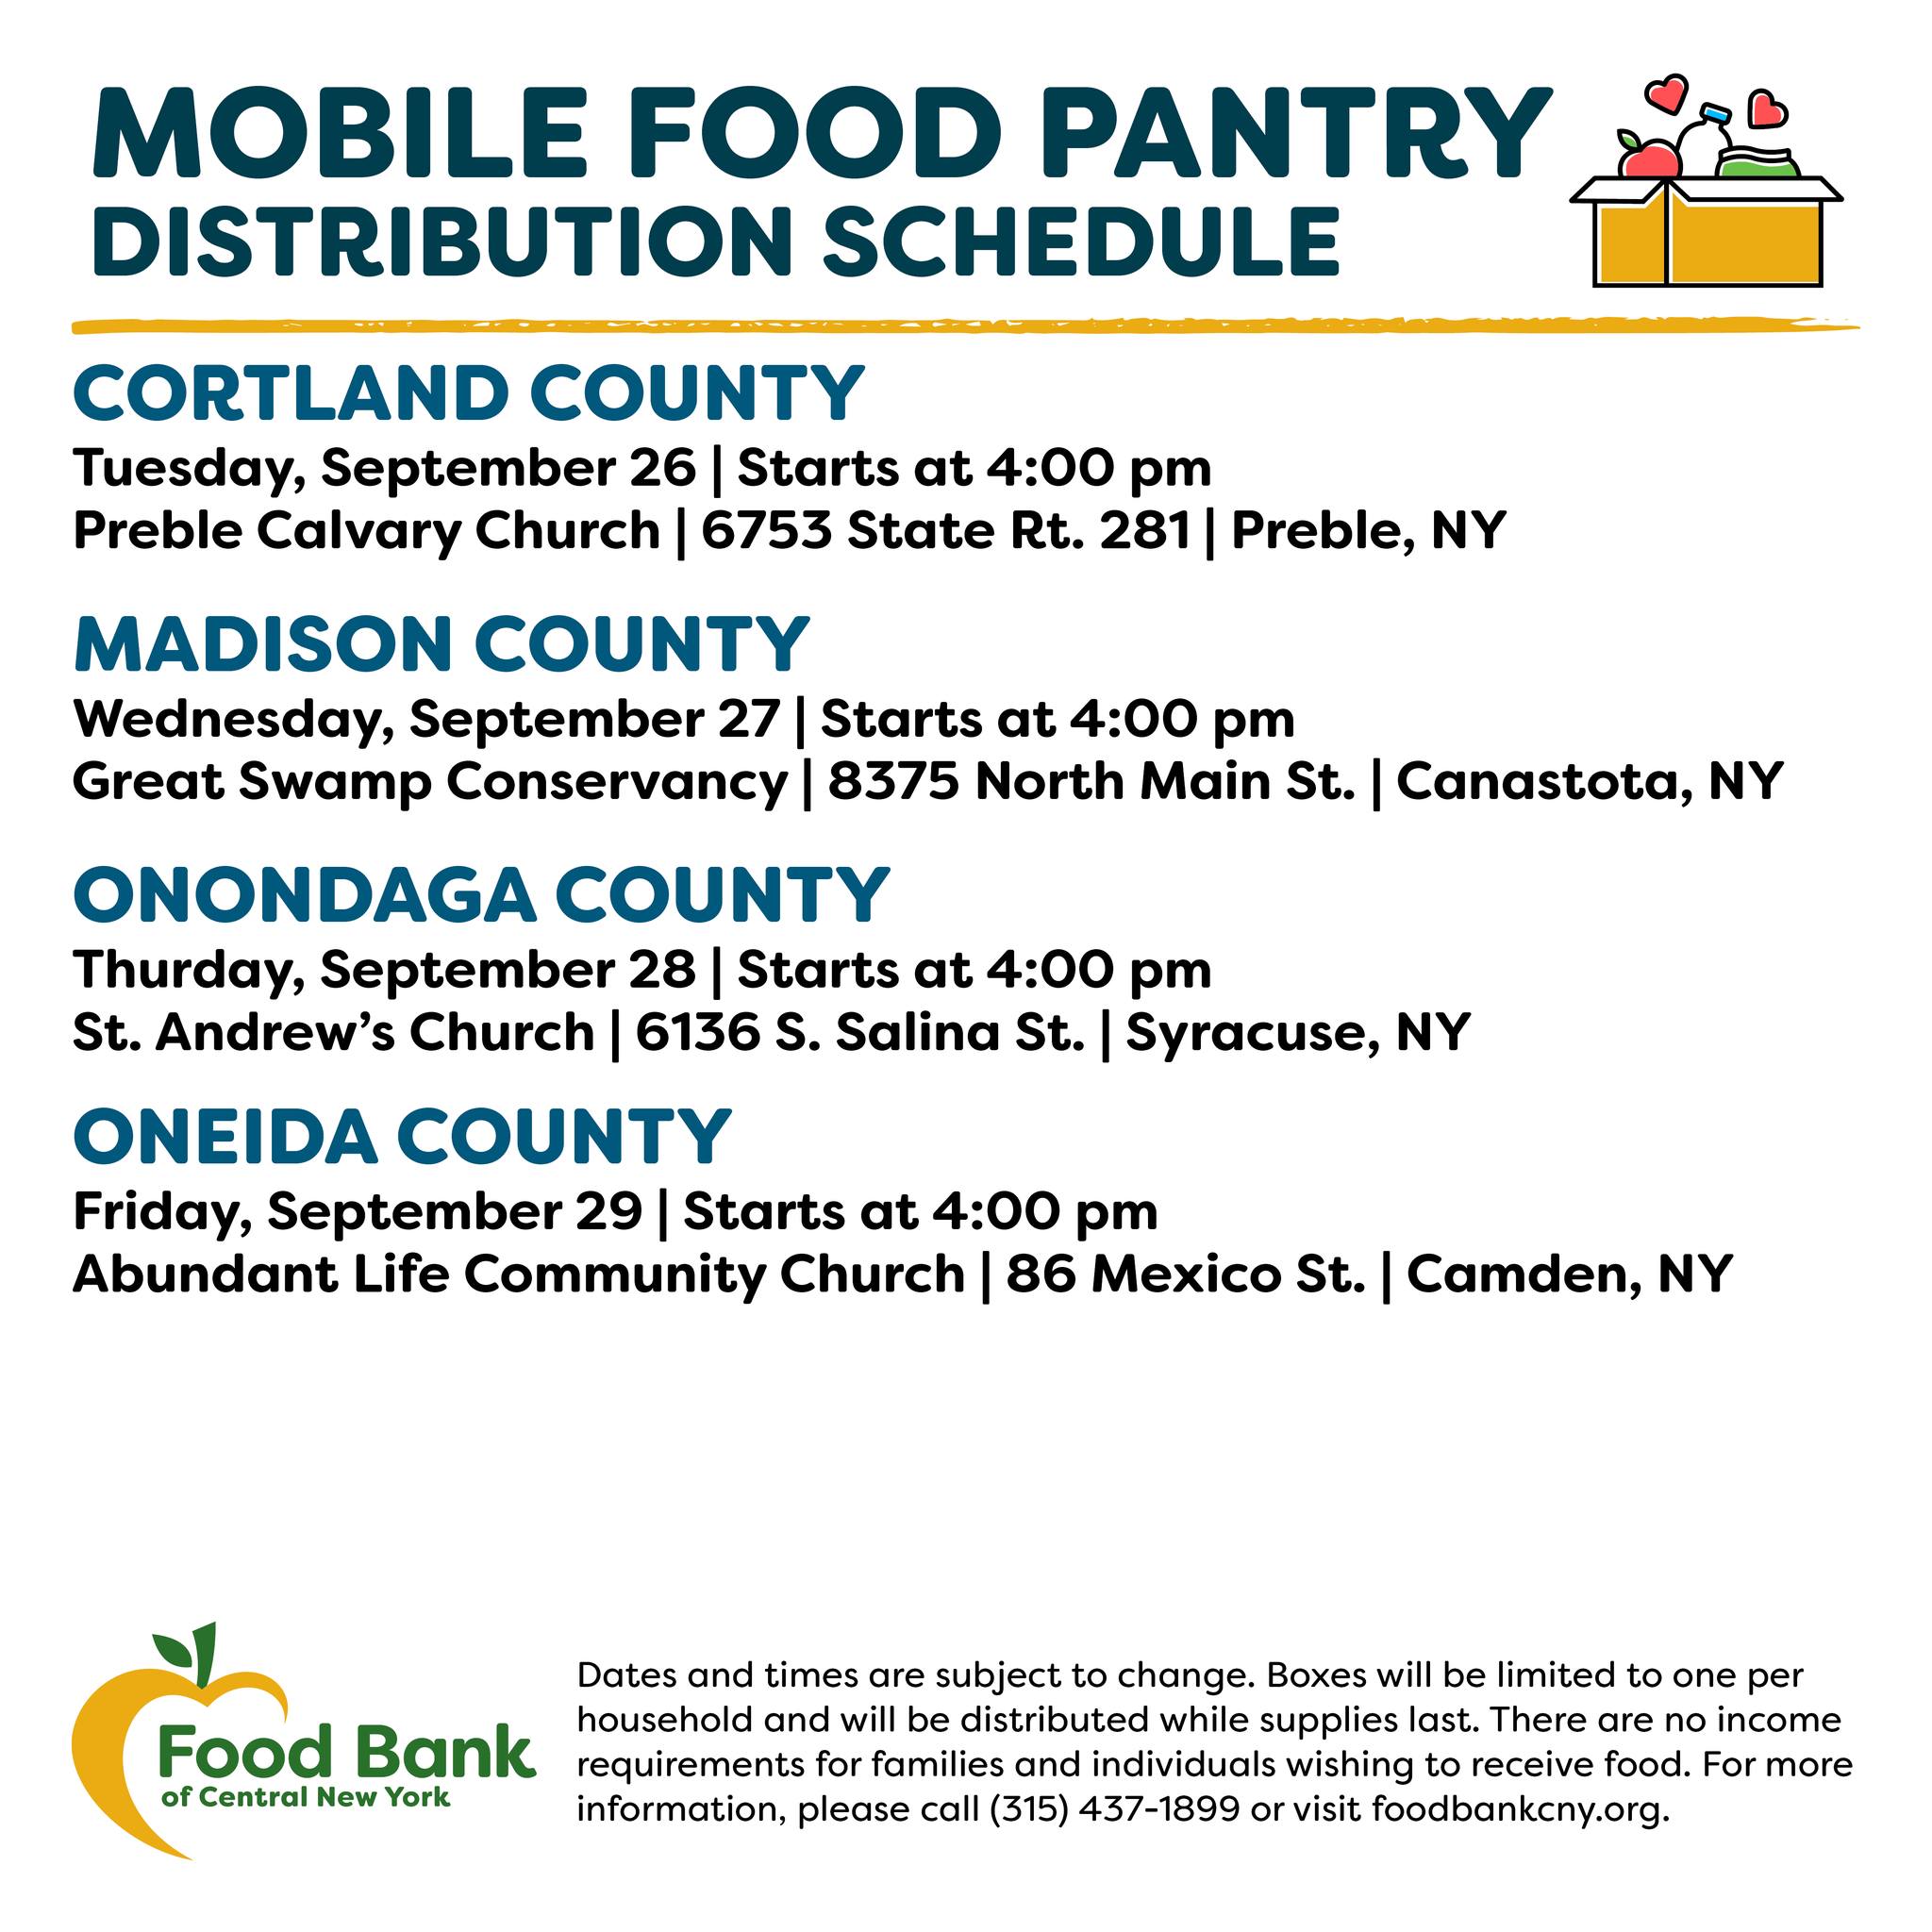 MOBILE FOOD PANTRY
DISTRIBUTION SCHEDULE
CORTLAND COUNTY
Tuesday, September 26 | Starts at 4:00 pm
Preble Calvary Church | 6753 State Rt. 281 | Preble, NY
MADISON COUNTY
Wednesday, September 27 | Starts at 4:00 pm
Great Swamp Conservancy | 8375 North Main St. | Canastota, NY
ONONDAGA COUNTY
Thurday, September 28 | Starts at 4:00 pm
St. Andrew’s Church | 6136 S. Salina St. | Syracuse, NY
ONEIDA COUNTY
Friday, September 29 | Starts at 4:00 pm
Abundant Life Community Church | 86 Mexico St. | Camden, NY
Food Bank
of Central New York
Dates and times are subject to change. Boxes will be limited to one per
household and will be distributed while supplies last. There are no income
requirements for families and individuals wishing to receive food. For more
information, please call (315) 437-1899 or visit foodbankcny.org.